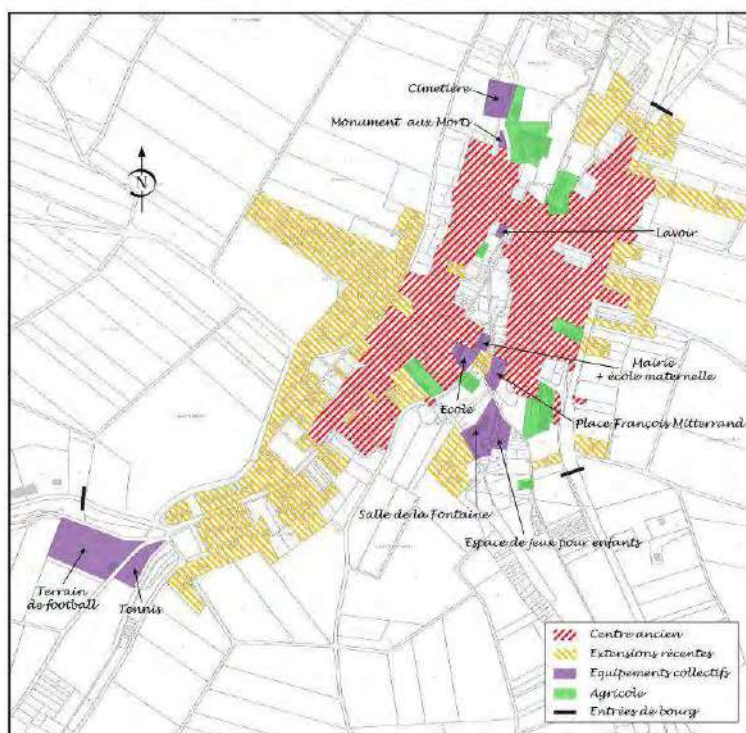 Cimetière
Monument aux Morts
N
Lavoir
Mairie
+ école maternelle
Ecole
Place François Mitterrand
Salle de la Fontaine
Espace de jeux pour enfants
Terrain
de football
Tennis
Centre ancien
Extensions récentes
Equipements collectifs
Agricole
Entrées de bourg